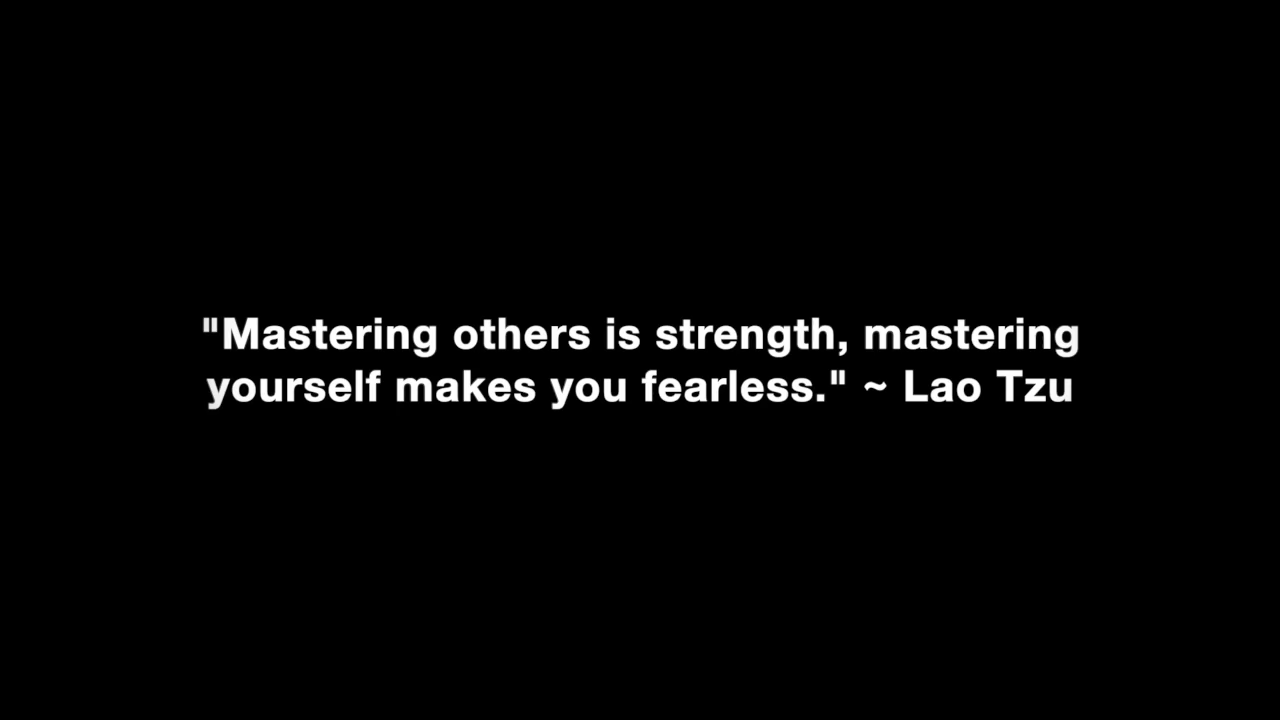 "Mastering others is strength, mastering
yourself makes you fearless." ~ Lao Tzu